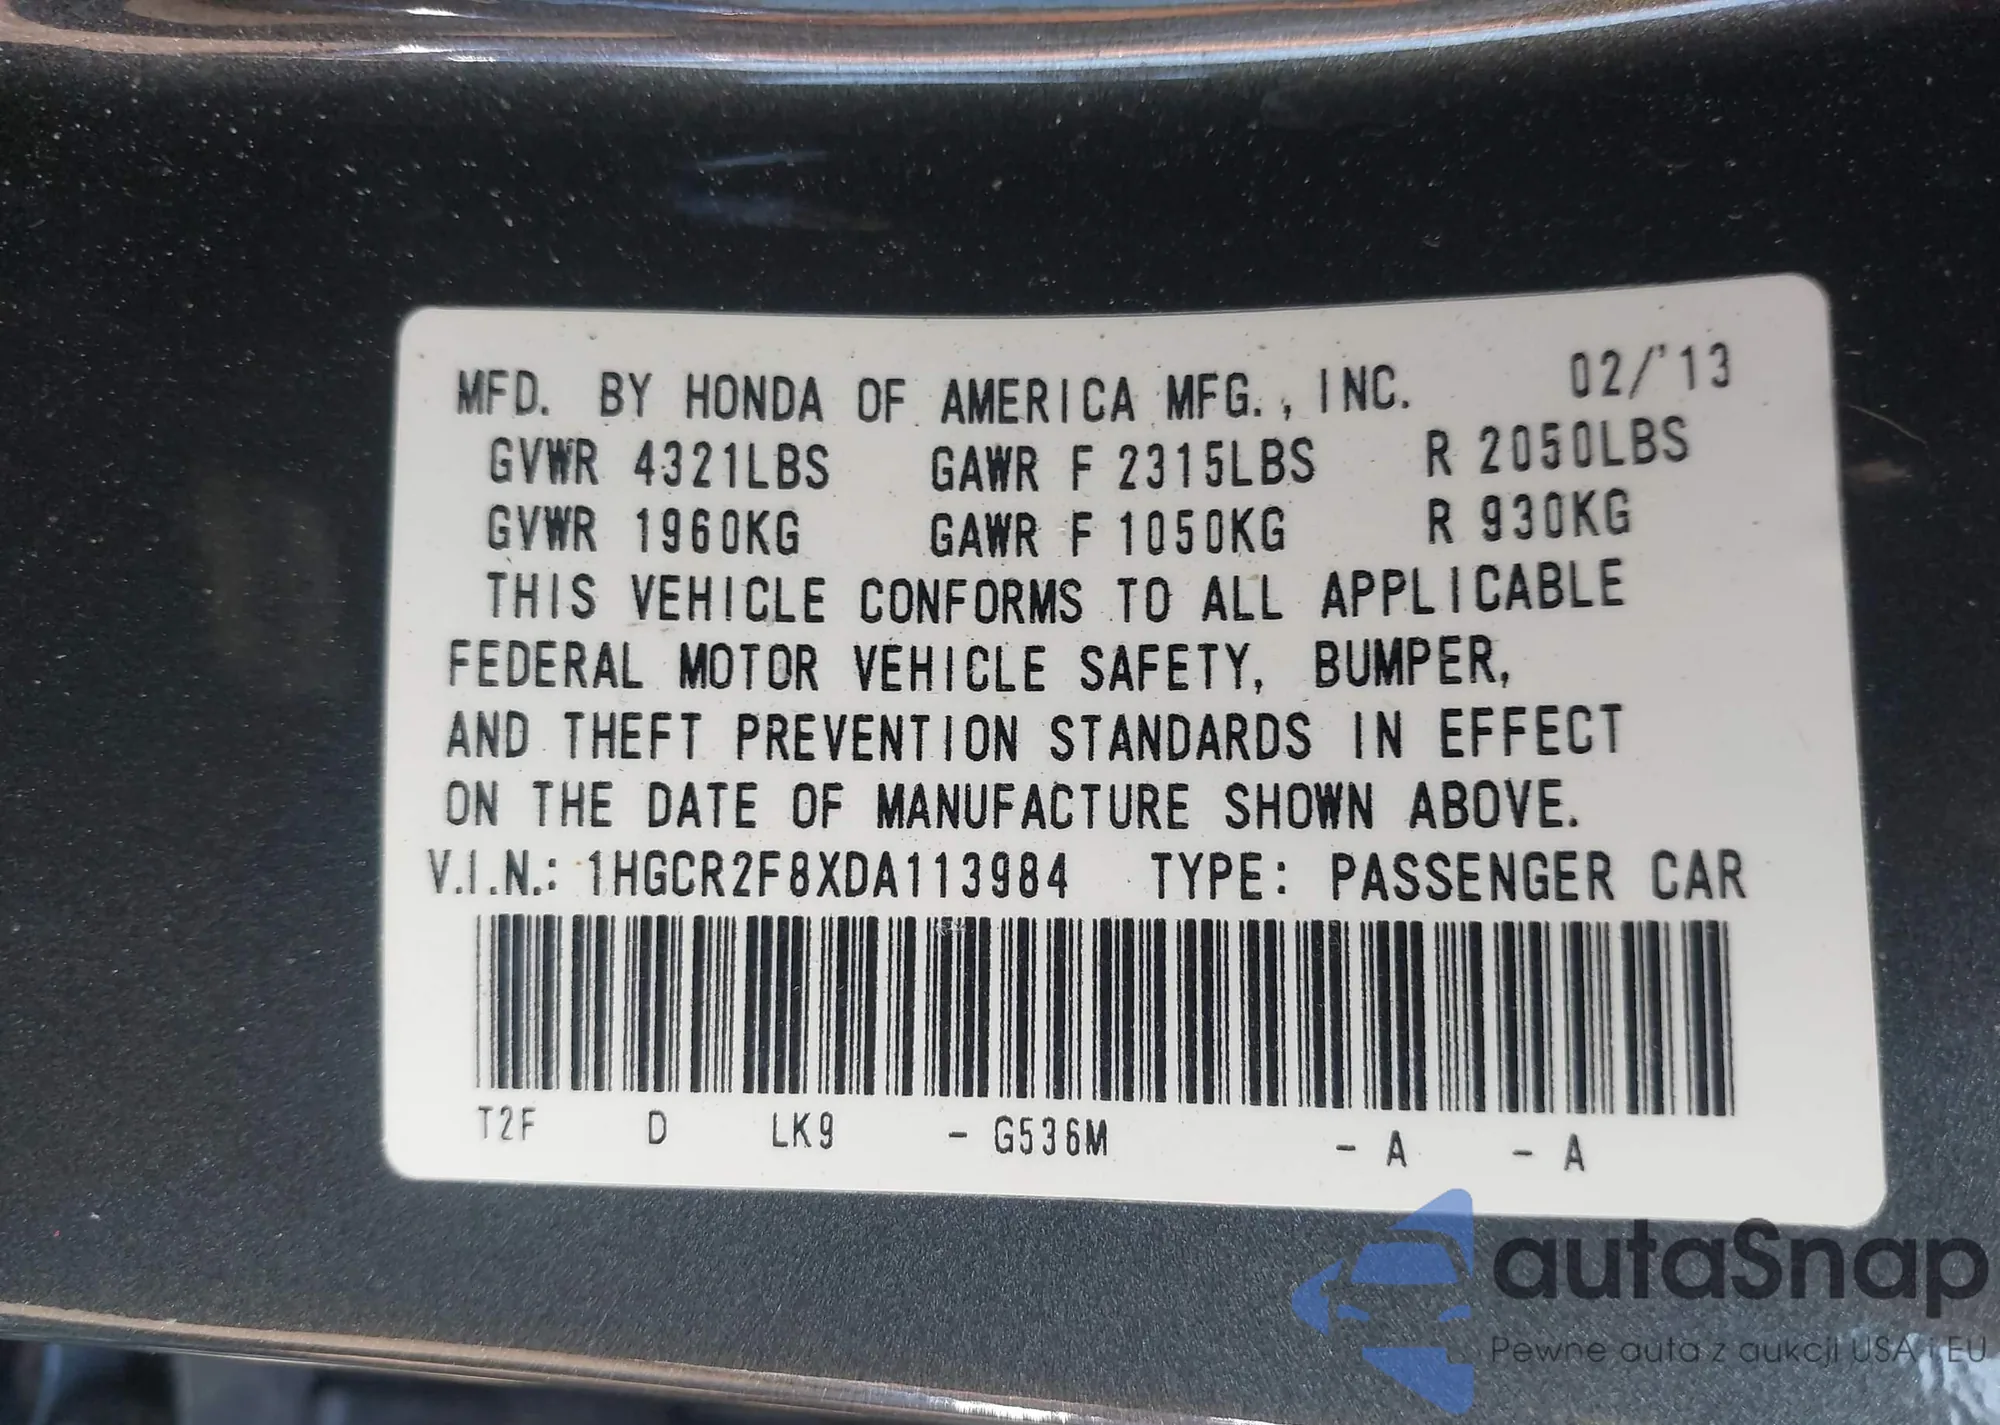 MFD. BY HONDA OF AMERICA MFG., INC. 02/'13
GVWR 4321LBS GAWR F 2315LBS R 2050LBS
GVWR 1960KG GAWR F 1050KG R 930KG
THIS VEHICLE CONFORMS TO ALL APPLICABLE
FEDERAL MOTOR VEHICLE SAFETY, BUMPER,
AND THEFT PREVENTION STANDARDS IN EFFECT
ON THE DATE OF MANUFACTURE SHOWN ABOVE.
V.I.N.: 1HGCR2F8XDA113984 TYPE: PASSENGER CAR
T2F D LK9 - G536M - A - A
autaSnap
Pewne auta z aukcji USA i EU